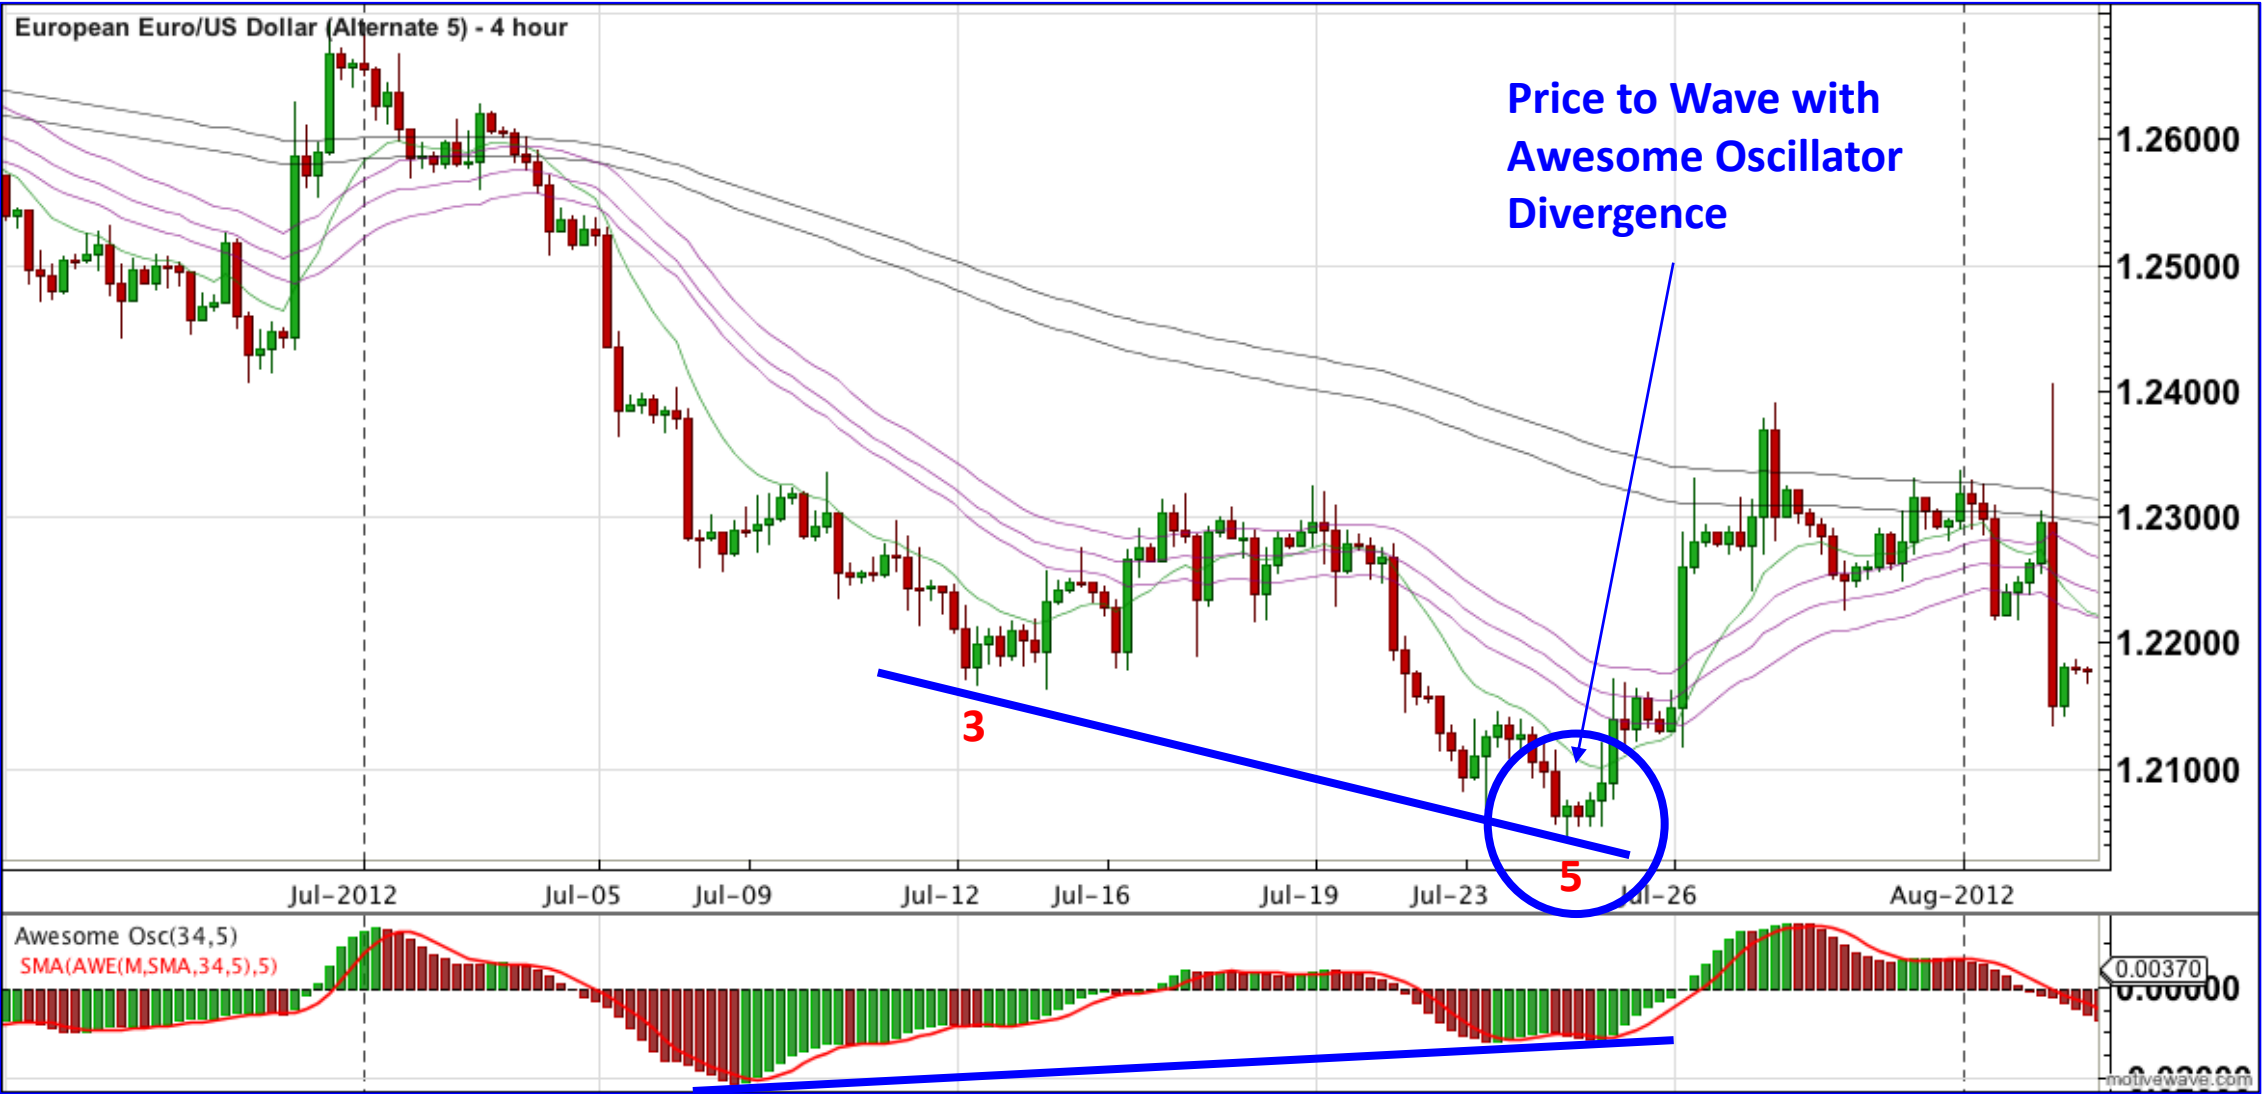 European Euro/US Dollar (Alternate 5) - 4 hour
Price to Wave with
Awesome Oscillator
Divergence
1.26000
1.25000
1.24000
1.23000
1.22000
1.21000
3
5
Jul-2012
Jul-05
Jul-09
Jul-12
Jul-16
Jul-19
Jul-23
Jul-26
Aug-2012
Awesome Osc(34,5)
SMA(AWE(M,SMA,34,5),5)
0.00370
0.00000
motivewave.com